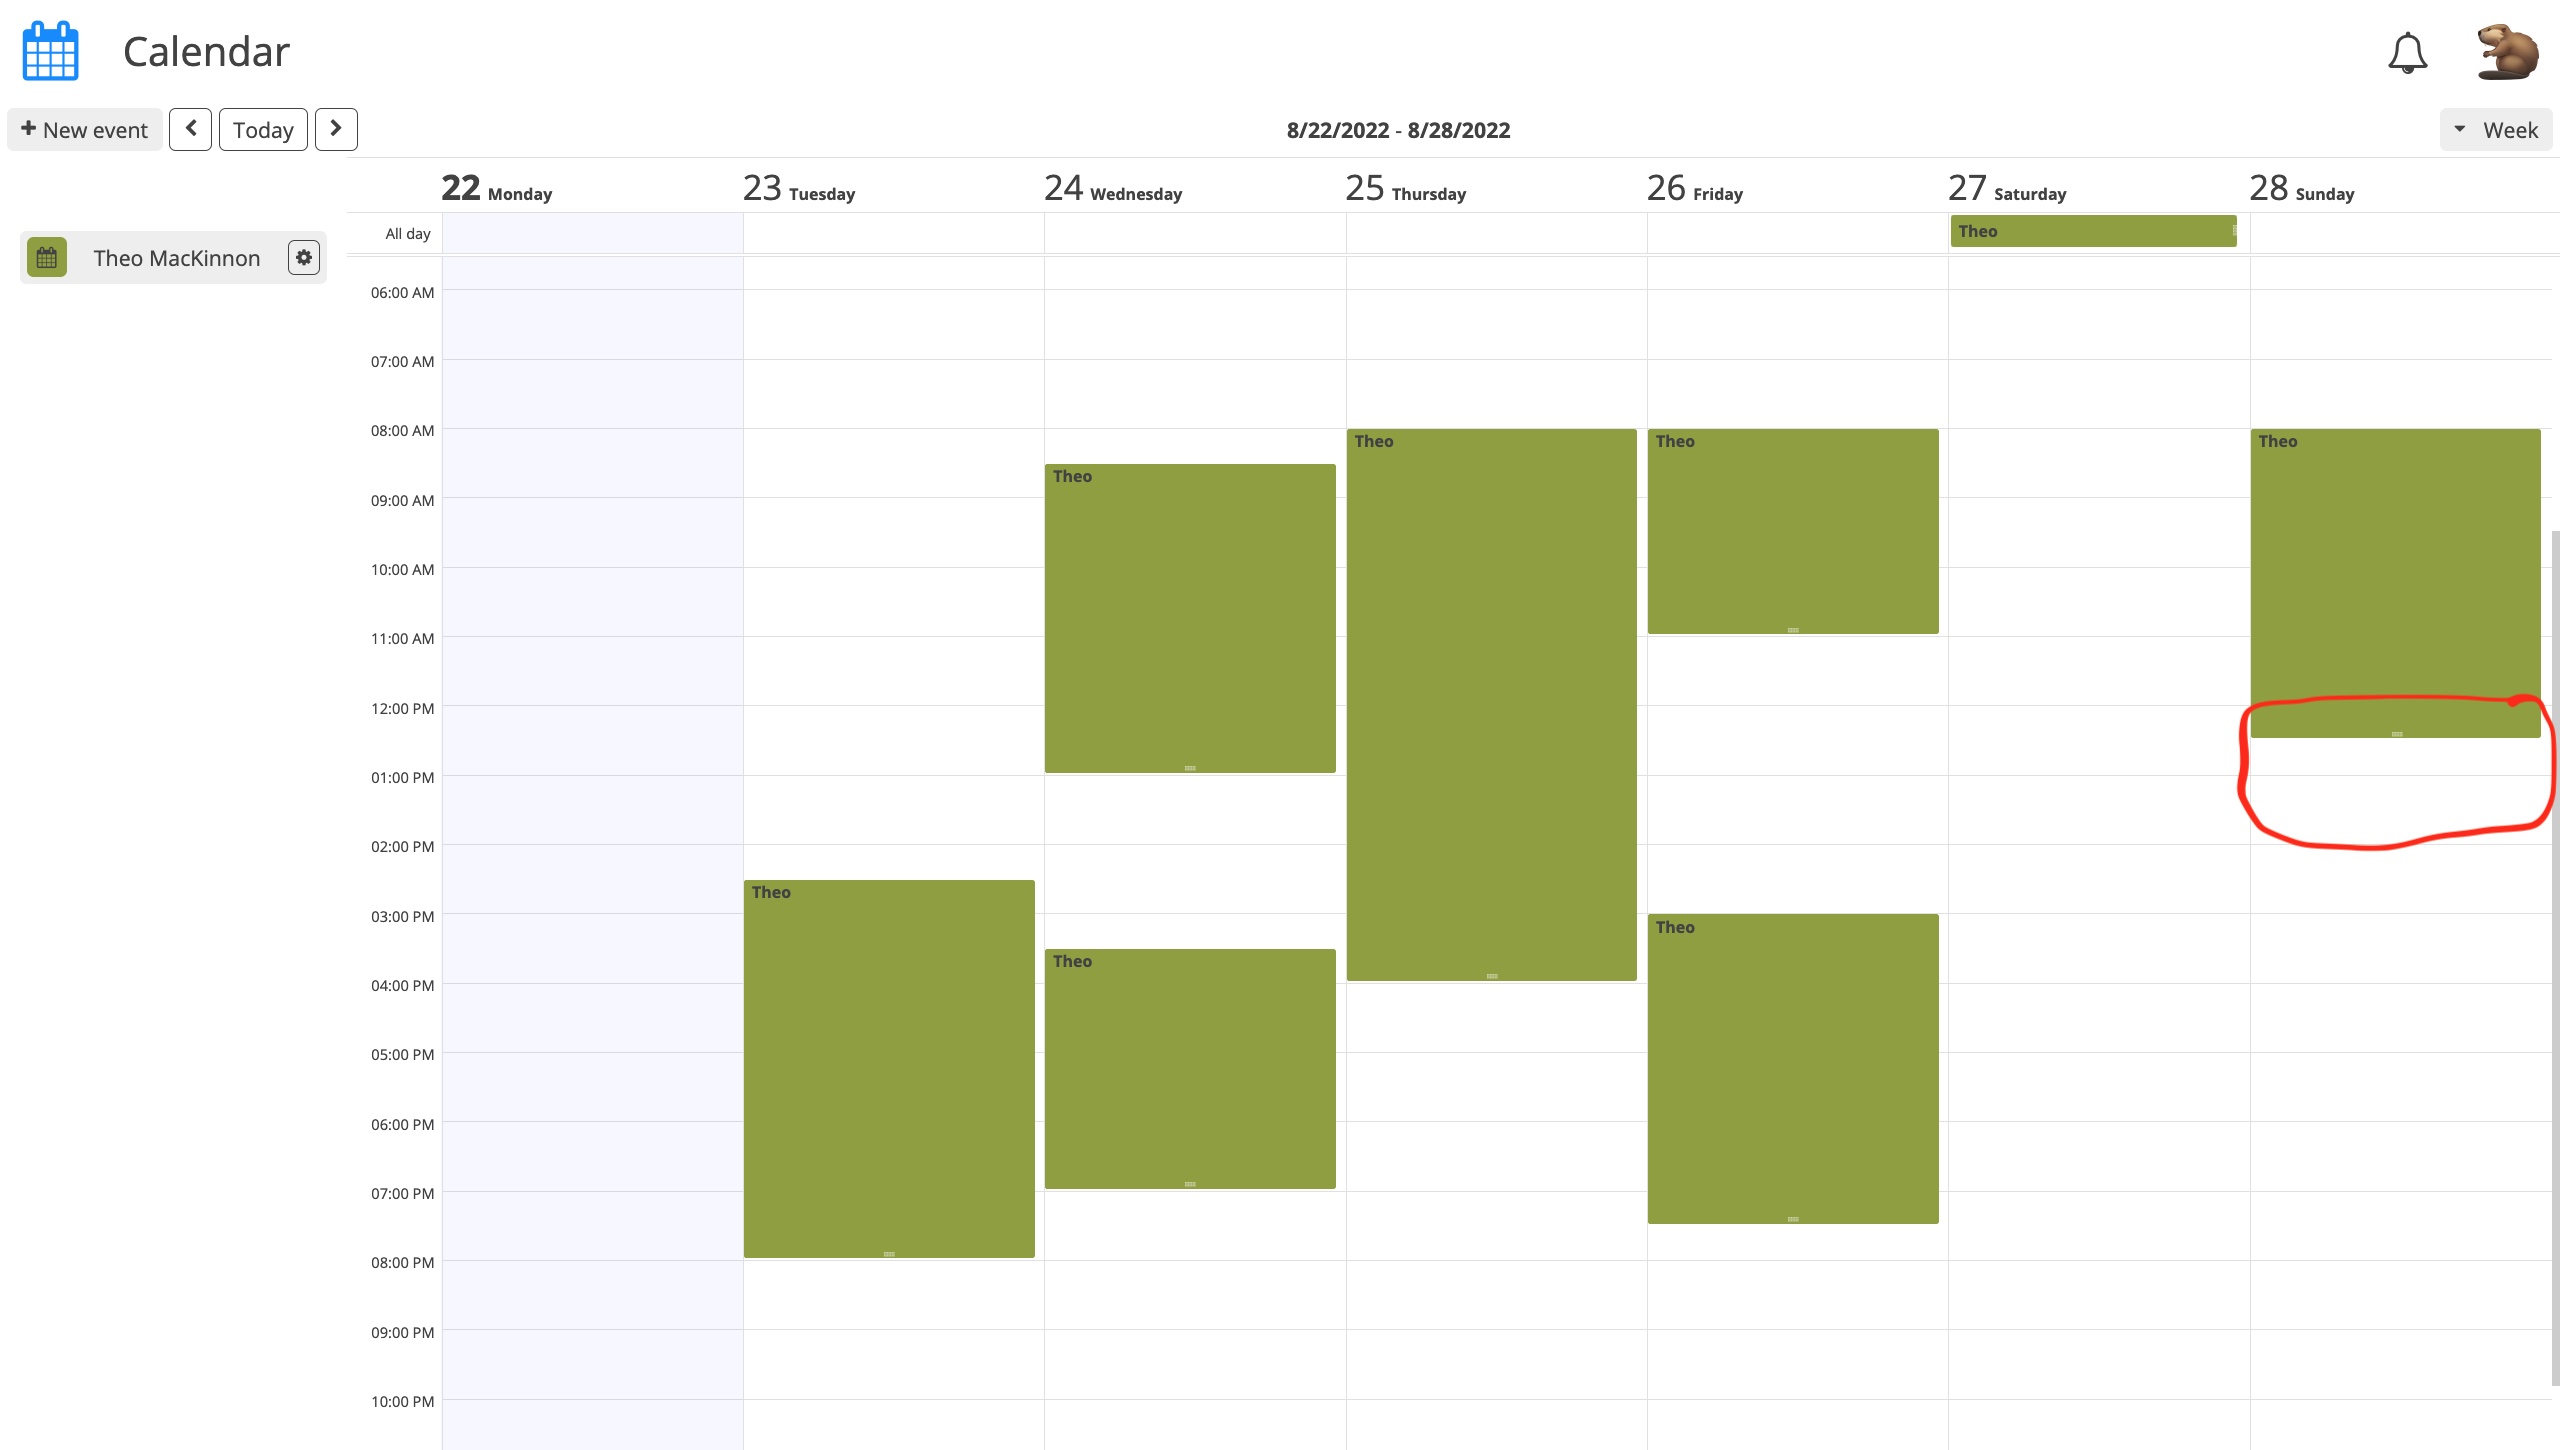 Calendar
New event
Today
8/22/2022 - 8/28/2022
Week
22 Monday
23 Tuesday
24 Wednesday
25 Thursday
26 Friday
27 Saturday
28 Sunday
All day
Theo
Theo MacKinnon
06:00 AM
07:00 AM
08:00 AM
Theo
Theo
Theo
Theo
09:00 AM
10:00 AM
11:00 AM
12:00 PM
01:00 PM
02:00 PM
Theo
03:00 PM
Theo
Theo
04:00 PM
05:00 PM
06:00 PM
07:00 PM
08:00 PM
09:00 PM
10:00 PM